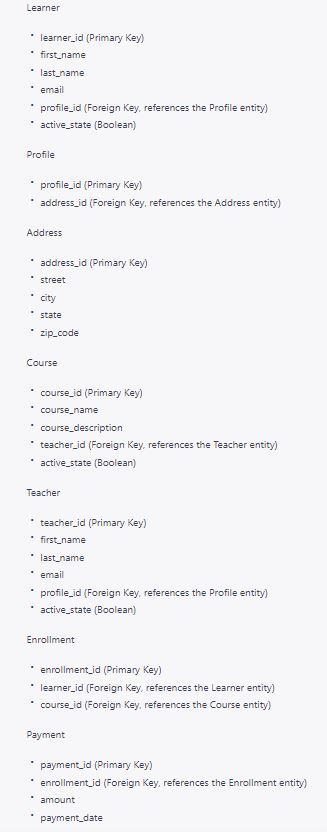 Learner
• learner_id (Primary Key)
• first_name
• last_name
• email
• profile_id (Foreign Key, references the Profile entity)
• active_state (Boolean)
Profile
• profile_id (Primary Key)
• address_id (Foreign Key, references the Address entity)
Address
• address_id (Primary Key)
• street
• city
• state
• zip_code
Course
• course_id (Primary Key)
• course_name
• course_description
• teacher_id (Foreign Key, references the Teacher entity)
• active_state (Boolean)
Teacher
• teacher_id (Primary Key)
• first_name
• last_name
• email
• profile_id (Foreign Key, references the Profile entity)
• active_state (Boolean)
Enrollment
• enrollment_id (Primary Key)
• learner_id (Foreign Key, references the Learner entity)
• course_id (Foreign Key, references the Course entity)
Payment
• payment_id (Primary Key)
• enrollment_id (Foreign Key, references the Enrollment entity)
• amount
• payment_date